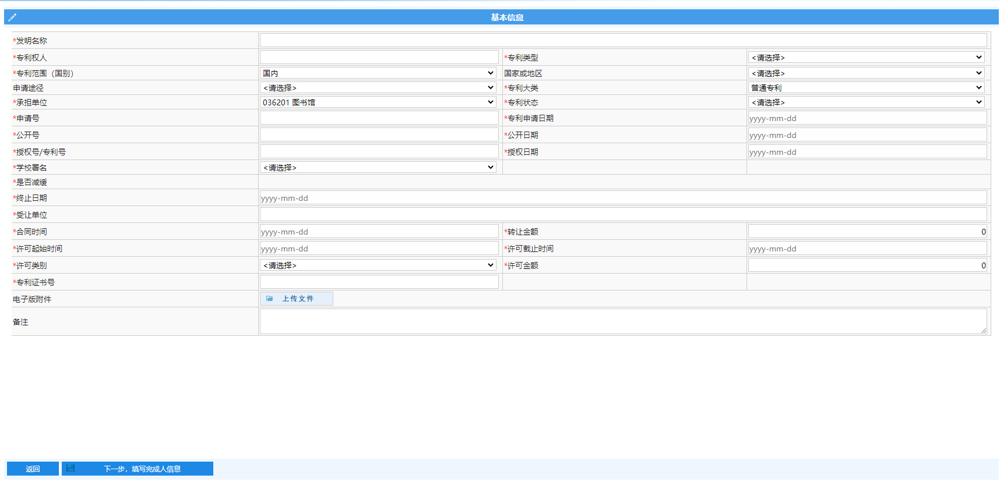 基本信息
*发明名称
*专利权人 *专利类型 <请选择>
*专利范围（国别） 国内 国家或地区 <请选择>
申请途径 <请选择> *专利大类 普通专利
*承担单位 036201 图书馆 *专利状态 <请选择>
*申请号 *专利申请日期 yyyy-mm-dd
*公开号 *公开日期 yyyy-mm-dd
*授权号/专利号 *授权日期 yyyy-mm-dd
*学校署名 <请选择>
*是否减缓
*终止日期 yyyy-mm-dd
*受让单位
*合同时间 yyyy-mm-dd *转让金额 0
*许可起始时间 yyyy-mm-dd *许可截止时间 yyyy-mm-dd
*许可类别 <请选择> *许可金额 0
*专利证书号
电子版附件 上传文件
备注
返回 下一步，填写完成人信息